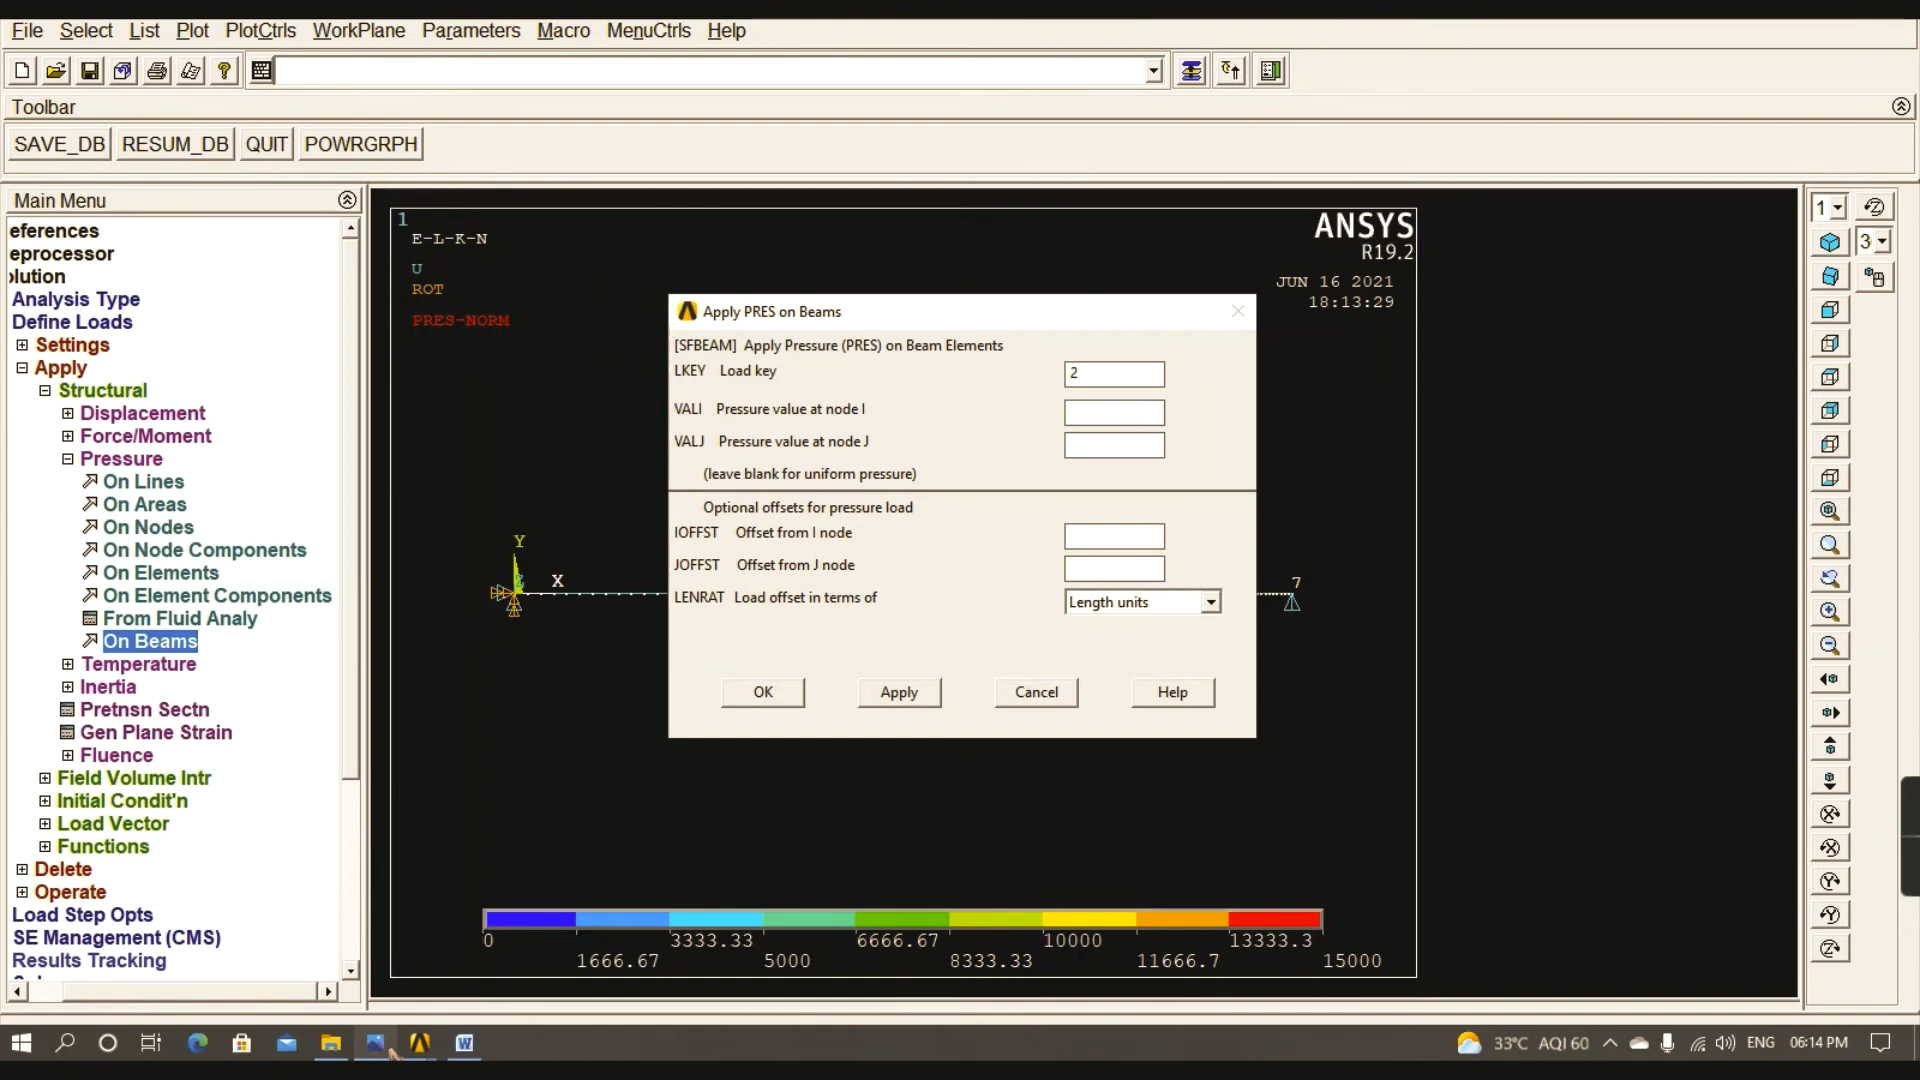 File Select List Plot PlotCtrls WorkPlane Parameters Macro MenuCtrls Help
Toolbar
SAVE_DB RESUM_DB QUIT POWRGRPH
Main Menu
eferences
eprocessor
olution
Analysis Type
Define Loads
Settings
Apply
Structural
Displacement
Force/Moment
Pressure
On Lines
On Areas
On Nodes
On Node Components
On Elements
On Element Components
From Fluid Analy
On Beams
Temperature
Inertia
Pretnsn Sectn
Gen Plane Strain
Fluence
Field Volume Intr
Initial Condit'n
Load Vector
Functions
Delete
Operate
Load Step Opts
SE Management (CMS)
Results Tracking
1
E-L-K-N
U
ROT
PRES-NORM
ANSYS
R19.2
JUN 16 2021
18:13:29
Y
X
7
Apply PRES on Beams
[SFBEAM] Apply Pressure (PRES) on Beam Elements
LKEY Load key 2
VALI Pressure value at node I
VALJ Pressure value at node J
(leave blank for uniform pressure)
Optional offsets for pressure load
IOFFST Offset from I node
JOFFST Offset from J node
LENRAT Load offset in terms of Length units
OK Apply Cancel Help
0 3333.33 6666.67 10000 13333.3
1666.67 5000 8333.33 11666.7 15000
1
3
33°C AQI 60 ENG 06:14 PM